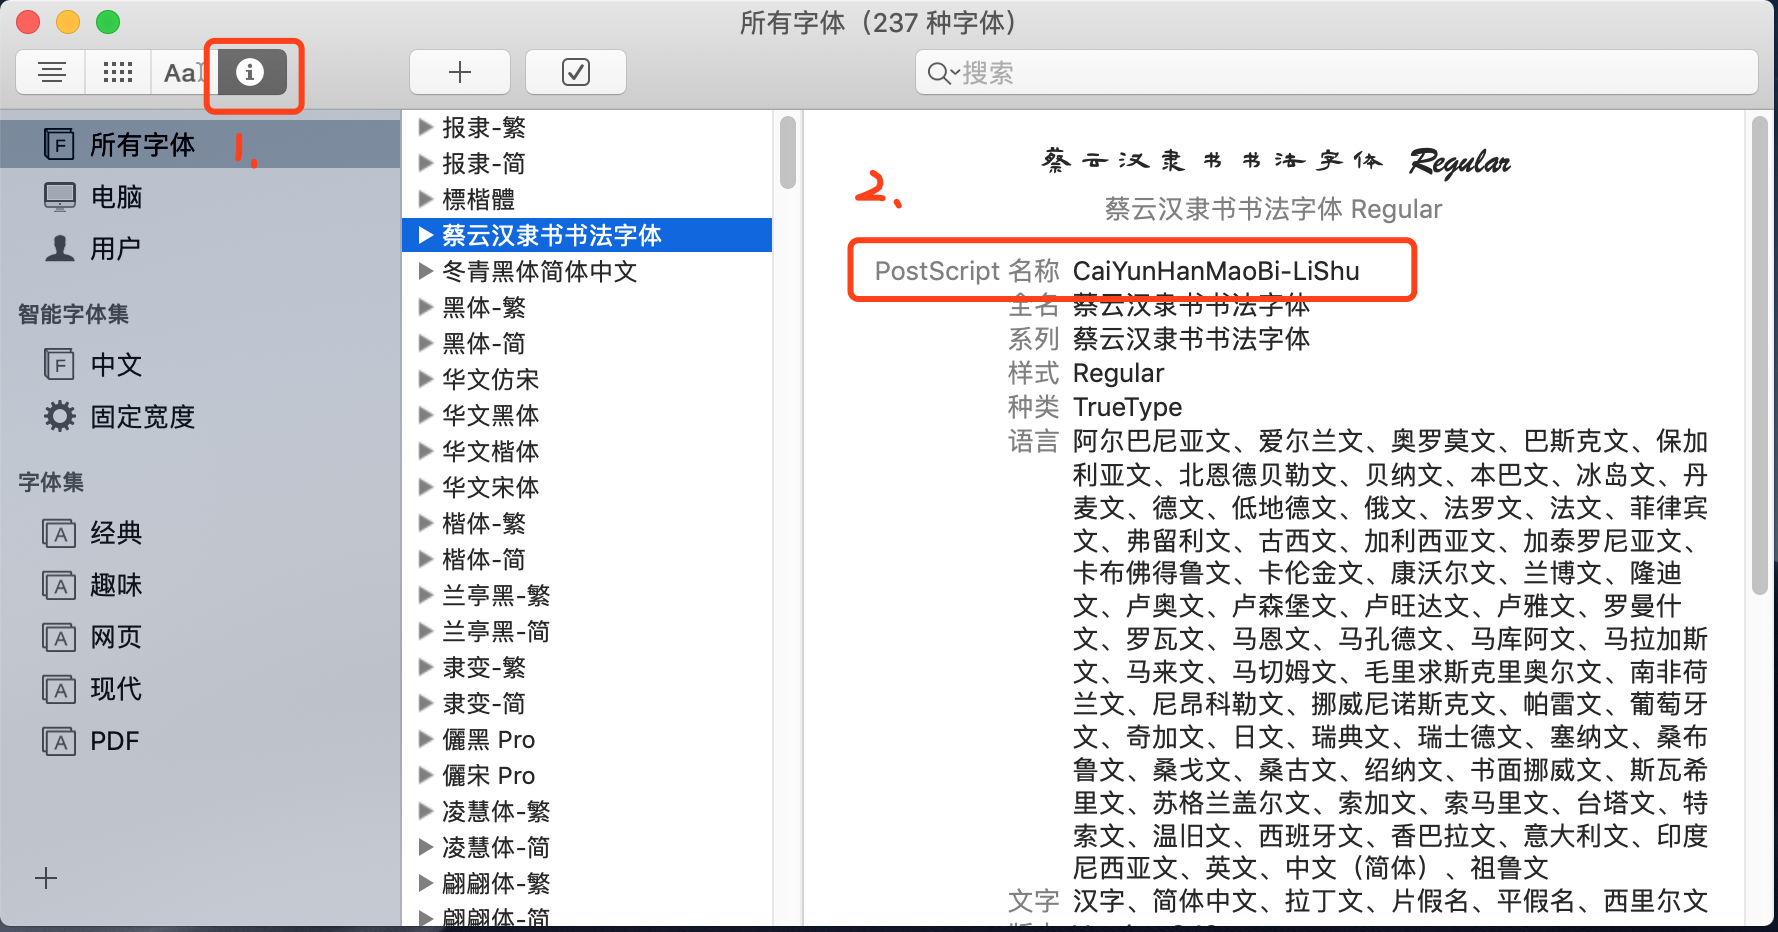 所有字体（237 种字体）
Aa
搜索
所有字体
1.
电脑
用户
智能字体集
中文
固定宽度
字体集
经典
趣味
网页
现代
PDF
报隶-繁
报隶-简
標楷體
蔡云汉隶书书法字体
冬青黑体简体中文
黑体-繁
黑体-简
华文仿宋
华文黑体
华文楷体
华文宋体
楷体-繁
楷体-简
兰亭黑-繁
兰亭黑-简
隶变-繁
隶变-简
儷黑 Pro
儷宋 Pro
凌慧体-繁
凌慧体-简
翩翩体-繁
翩翩体-简
蔡云汉隶书书法字体 Regular
2.
蔡云汉隶书书法字体 Regular
PostScript 名称 CaiYunHanMaoBi-LiShu
全名 蔡云汉隶书书法字体
系列 蔡云汉隶书书法字体
样式 Regular
种类 TrueType
语言 阿尔巴尼亚文、爱尔兰文、奥罗莫文、巴斯克文、保加
利亚文、北恩德贝勒文、贝纳文、本巴文、冰岛文、丹
麦文、德文、低地德文、俄文、法罗文、法文、菲律宾
文、弗留利文、古西文、加利西亚文、加泰罗尼亚文、
卡布佛得鲁文、卡伦金文、康沃尔文、兰博文、隆迪
文、卢奥文、卢森堡文、卢旺达文、卢雅文、罗曼什
文、罗瓦文、马恩文、马孔德文、马库阿文、马拉加斯
文、马来文、马切姆文、毛里求斯克里奥尔文、南非荷
兰文、尼昂科勒文、挪威尼诺斯克文、帕雷文、葡萄牙
文、奇加文、日文、瑞典文、瑞士德文、塞纳文、桑布
鲁文、桑戈文、桑古文、绍纳文、书面挪威文、斯瓦希
里文、苏格兰盖尔文、索加文、索马里文、台塔文、特
索文、温旧文、西班牙文、香巴拉文、意大利文、印度
尼西亚文、英文、中文（简体）、祖鲁文
文字 汉字、简体中文、拉丁文、片假名、平假名、西里尔文